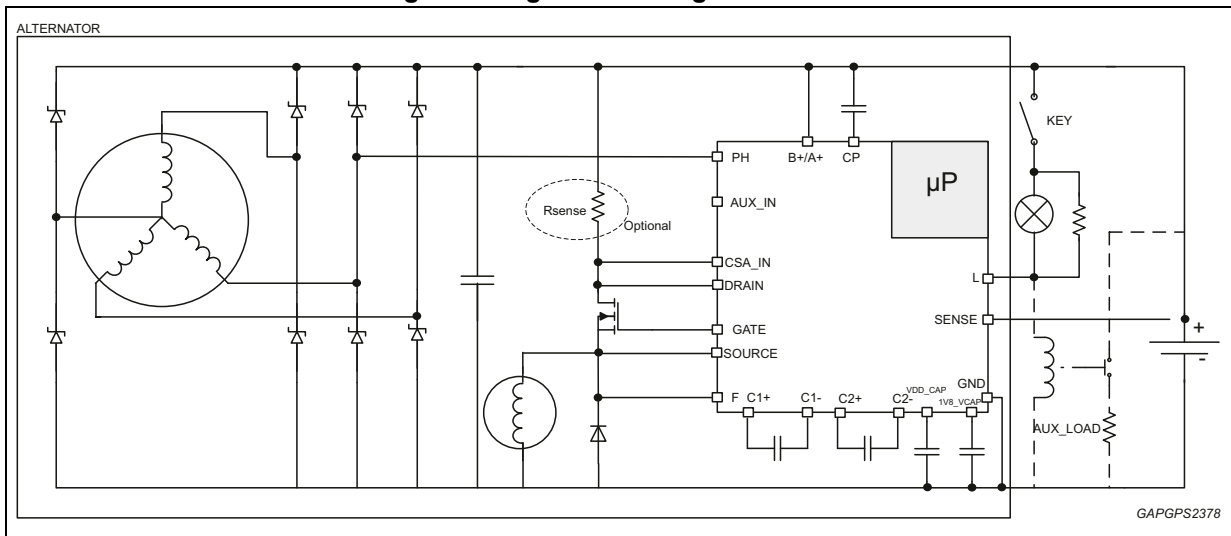 ALTERNATOR
KEY
PH
B+/A+
CP
µP
AUX_IN
Rsense
Optional
CSA_IN
DRAIN
L
GATE
SENSE
+
-
SOURCE
F
C1+
C1-
C2+
C2-
VDD_CAP
GND
1V8_VCAP
AUX_LOAD
GAPGPS2378